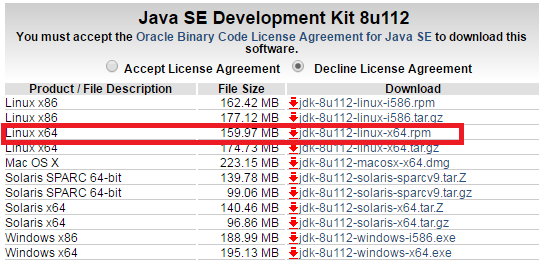 Java SE Development Kit 8u112
You must accept the Oracle Binary Code License Agreement for Java SE to download this
software.
Accept License Agreement Decline License Agreement
Product / File Description File Size Download
Linux x86 162.42 MB jdk-8u112-linux-i586.rpm
Linux x86 177.12 MB jdk-8u112-linux-i586.tar.gz
Linux x64 159.97 MB jdk-8u112-linux-x64.rpm
Linux x64 174.73 MB jdk-8u112-linux-x64.tar.gz
Mac OS X 223.15 MB jdk-8u112-macosx-x64.dmg
Solaris SPARC 64-bit 139.78 MB jdk-8u112-solaris-sparcv9.tar.Z
Solaris SPARC 64-bit 99.06 MB jdk-8u112-solaris-sparcv9.tar.gz
Solaris x64 140.46 MB jdk-8u112-solaris-x64.tar.Z
Solaris x64 96.86 MB jdk-8u112-solaris-x64.tar.gz
Windows x86 188.99 MB jdk-8u112-windows-i586.exe
Windows x64 195.13 MB jdk-8u112-windows-x64.exe